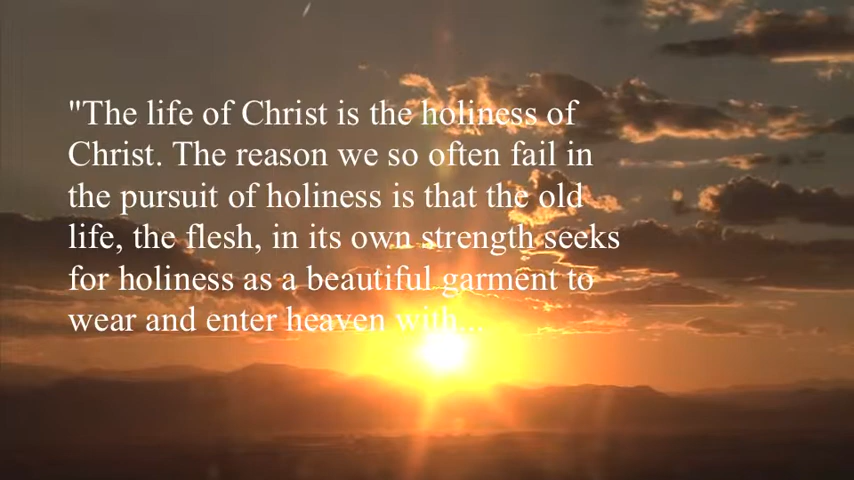 "The life of Christ is the holiness of
Christ. The reason we so often fail in
the pursuit of holiness is that the old
life, the flesh, in its own strength seeks
for holiness as a beautiful garment to
wear and enter heaven with...